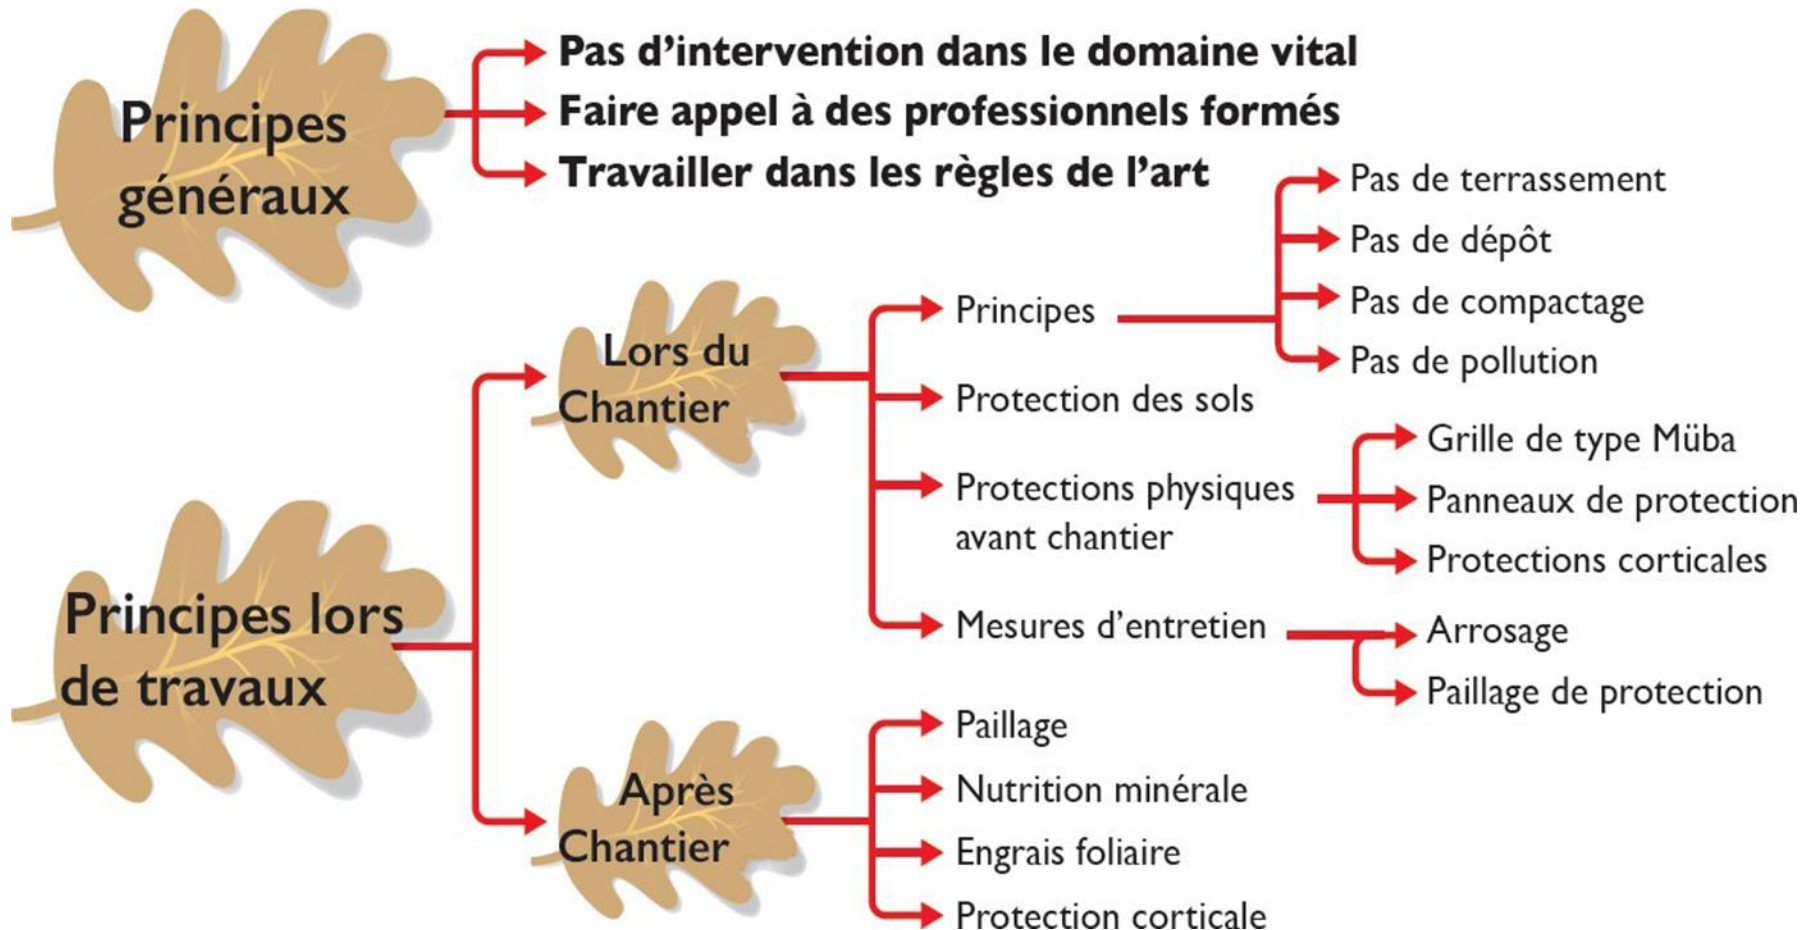 Principes
généraux
Pas d’intervention dans le domaine vital
Faire appel à des professionnels formés
Travailler dans les règles de l’art
Principes lors
de travaux
Lors du
Chantier
Principes
Pas de terrassement
Pas de dépôt
Pas de compactage
Pas de pollution
Protection des sols
Protections physiques
avant chantier
Grille de type Müba
Panneaux de protection
Protections corticales
Mesures d’entretien
Arrosage
Paillage de protection
Après
Chantier
Paillage
Nutrition minérale
Engrais foliaire
Protection corticale